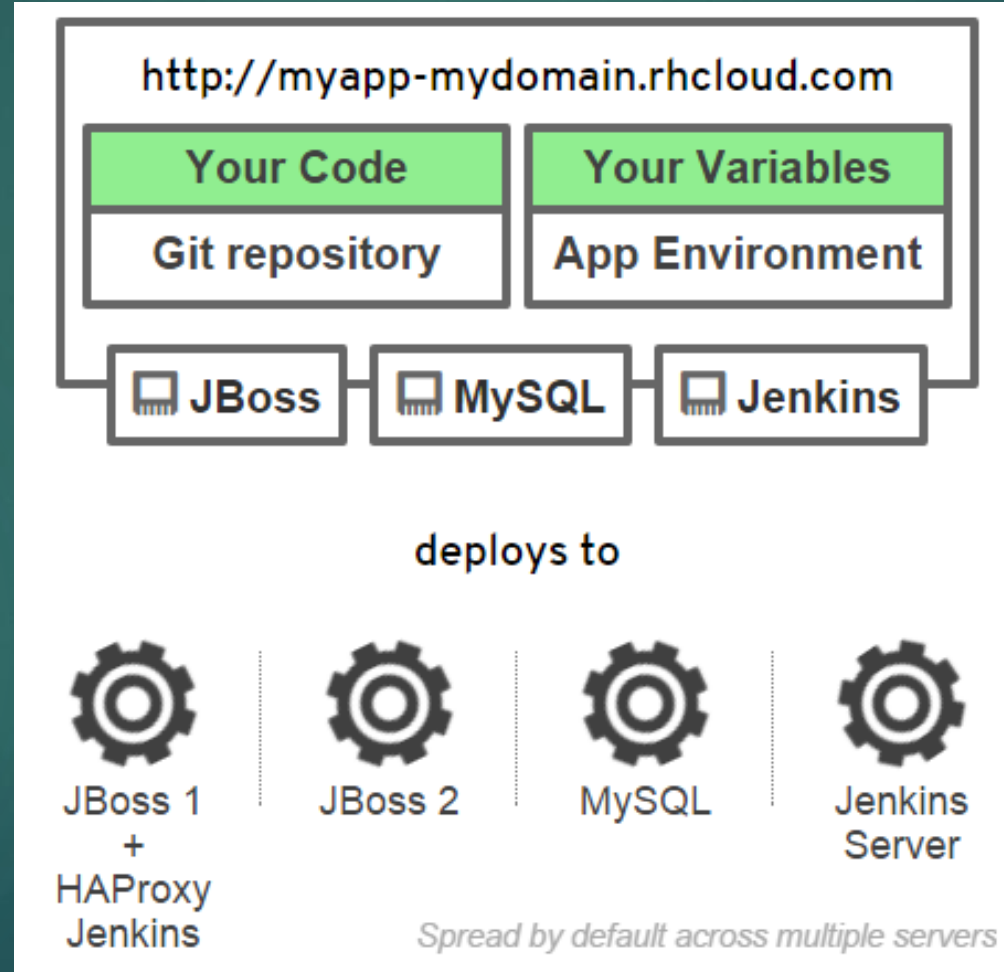 http://myapp-mydomain.rhcloud.com
Your Code
Your Variables
Git repository
App Environment
JBoss
MySQL
Jenkins
deploys to
JBoss 1
+
HAProxy
Jenkins
JBoss 2
MySQL
Jenkins
Server
Spread by default across multiple servers